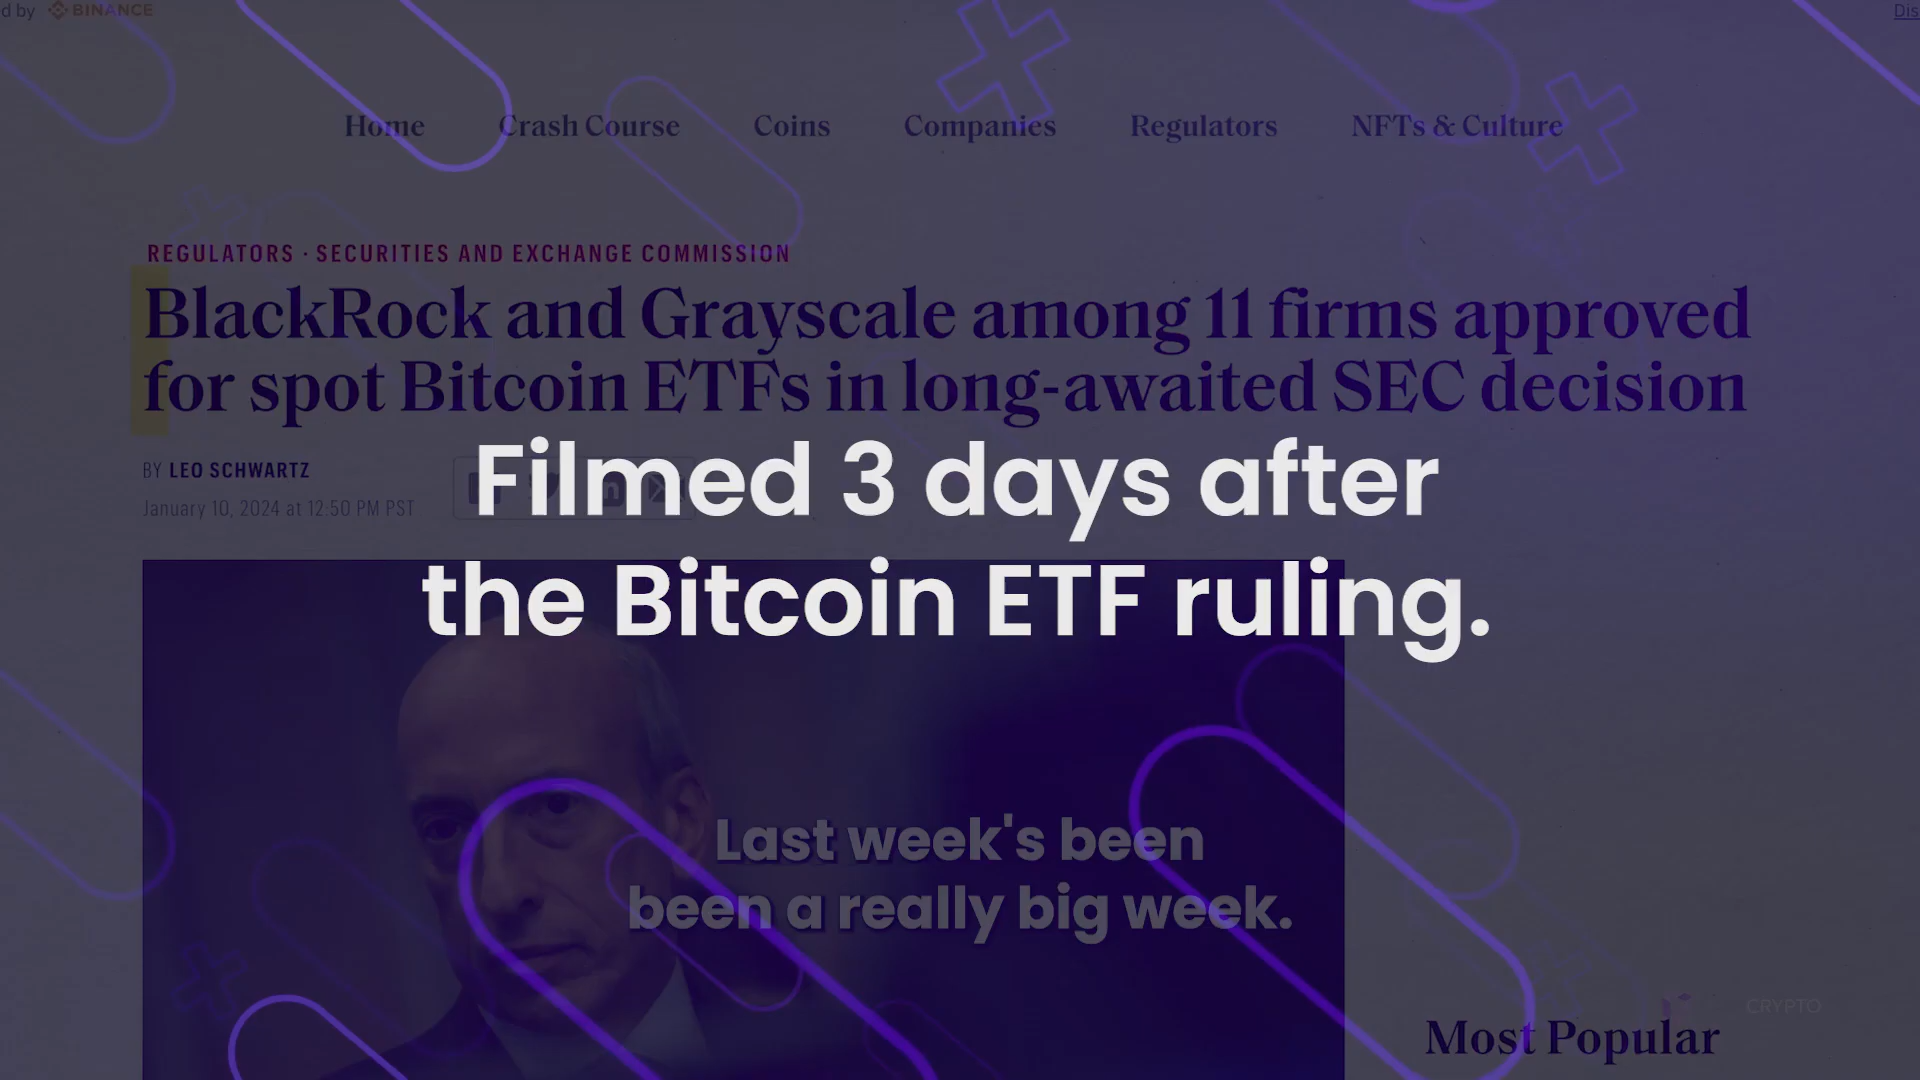 d by BINANCE
Dis
Home Crash Course Coins Companies Regulators NFTs & Culture
REGULATORS · SECURITIES AND EXCHANGE COMMISSION
BlackRock and Grayscale among 11 firms approved
for spot Bitcoin ETFs in long-awaited SEC decision
BY LEO SCHWARTZ
January 10, 2024 at 12:50 PM PST
Filmed 3 days after
the Bitcoin ETF ruling.
Last week's been
been a really big week.
CRYPTO
Most Popular